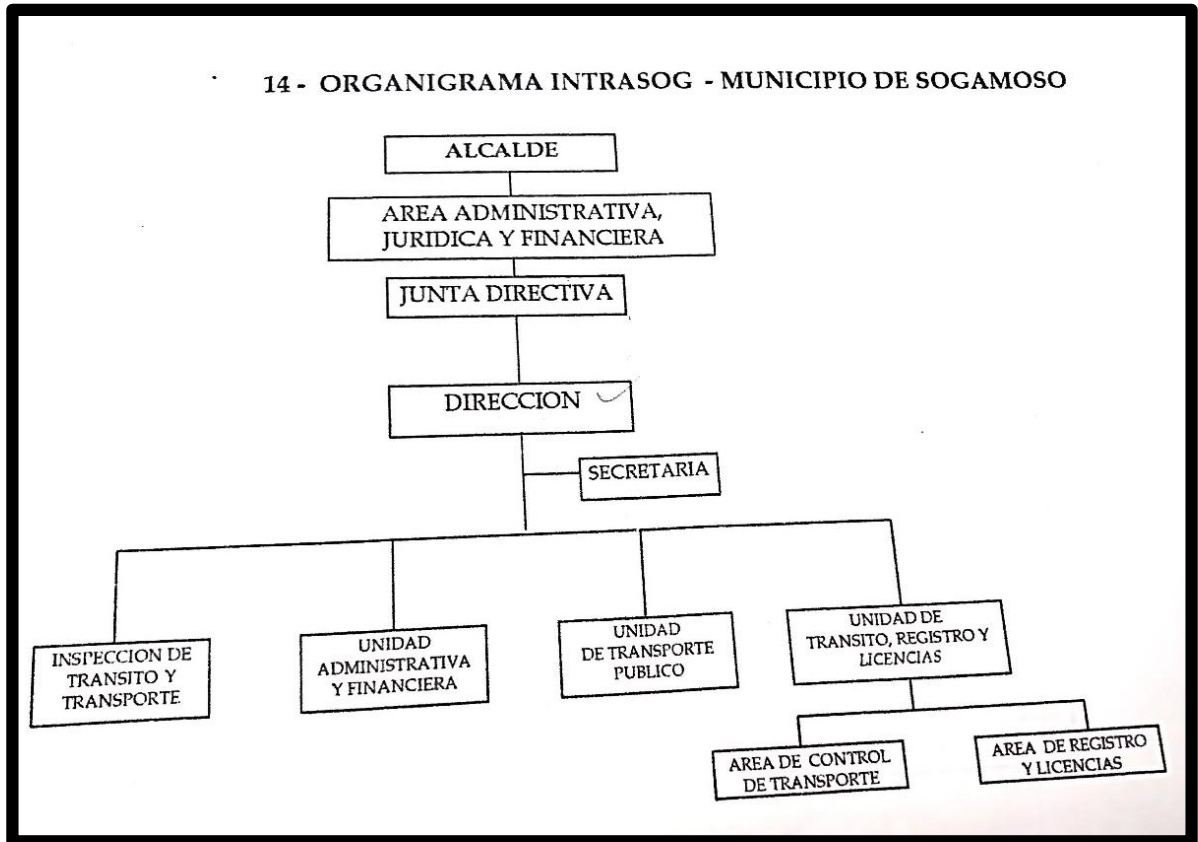 14 - ORGANIGRAMA INTRASOG - MUNICIPIO DE SOGAMOSO
ALCALDE
AREA ADMINISTRATIVA,
JURIDICA Y FINANCIERA
JUNTA DIRECTIVA
DIRECCION
SECRETARIA
INSPECCION DE
TRANSITO Y
TRANSPORTE
UNIDAD
ADMINISTRATIVA
Y FINANCIERA
UNIDAD
DE TRANSPORTE
PUBLICO
UNIDAD DE
TRANSITO, REGISTRO Y
LICENCIAS
AREA DE CONTROL
DE TRANSPORTE
AREA DE REGISTRO
Y LICENCIAS